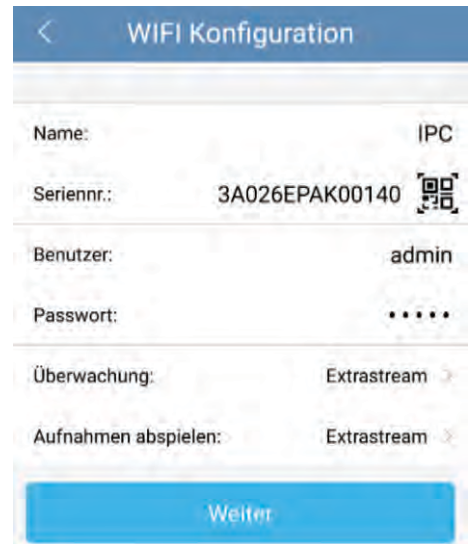 WIFI Konfiguration
Name: IPC
Seriennr.: 3A026EPAK00140
Benutzer: admin
Passwort: •••••
Überwachung: Extrastream
Aufnahmen abspielen: Extrastream
Weiter